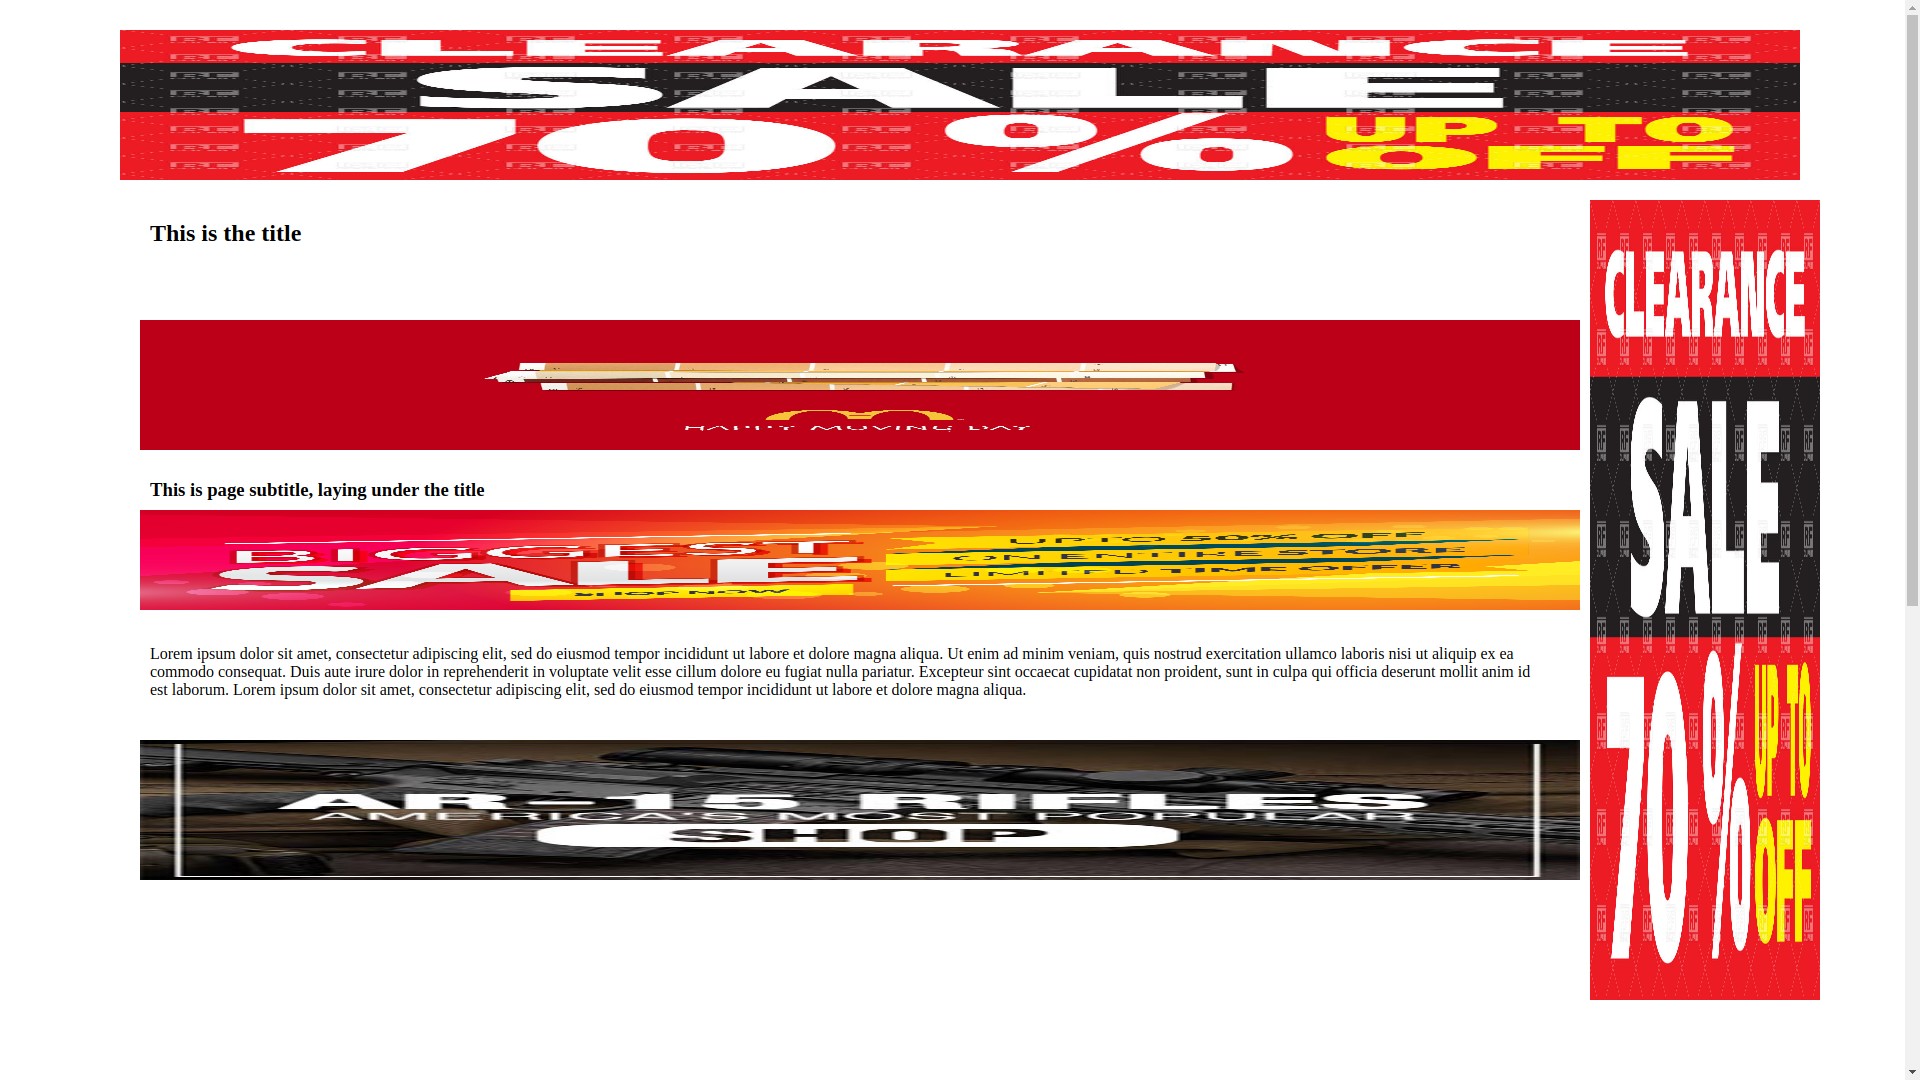 CLEARANCE
SALE
70% UP TO
OFF
This is the title
HAPPY MOVING DAY
This is page subtitle, laying under the title
BIGGEST
SALE
SHOP NOW
UPTO 50% OFF
ON ENTIRE STORE
LIMITED TIME OFFER
Lorem ipsum dolor sit amet, consectetur adipiscing elit, sed do eiusmod tempor incididunt ut labore et dolore magna aliqua. Ut enim ad minim veniam, quis nostrud exercitation ullamco laboris nisi ut aliquip ex ea
commodo consequat. Duis aute irure dolor in reprehenderit in voluptate velit esse cillum dolore eu fugiat nulla pariatur. Excepteur sint occaecat cupidatat non proident, sunt in culpa qui officia deserunt mollit anim id
est laborum. Lorem ipsum dolor sit amet, consectetur adipiscing elit, sed do eiusmod tempor incididunt ut labore et dolore magna aliqua.
AR-15 RIFLES
AMERICA'S MOST POPULAR
SHOP
CLEARANCE
SALE
70% UP TO
OFF